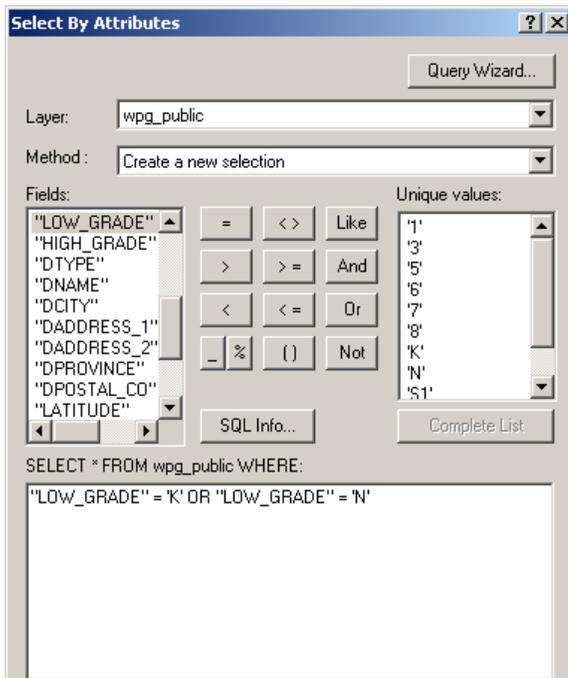 Select By Attributes
Query Wizard...
Layer: wpg_public
Method : Create a new selection
Fields:
Unique values:
"LOW_GRADE"
"HIGH_GRADE"
"DTYPE"
"DNAME"
"DCITY"
"DADDRESS_1"
"DADDRESS_2"
"DPROVINCE"
"DPOSTAL_CO"
"LATITUDE"
= < > Like
> > = And
< < = Or
_ % ( ) Not
'1'
'3'
'5'
'6'
'7'
'8'
'K'
'N'
'S1'
SQL Info...
Complete List
SELECT * FROM wpg_public WHERE:
"LOW_GRADE" = 'K' OR "LOW_GRADE" = 'N'